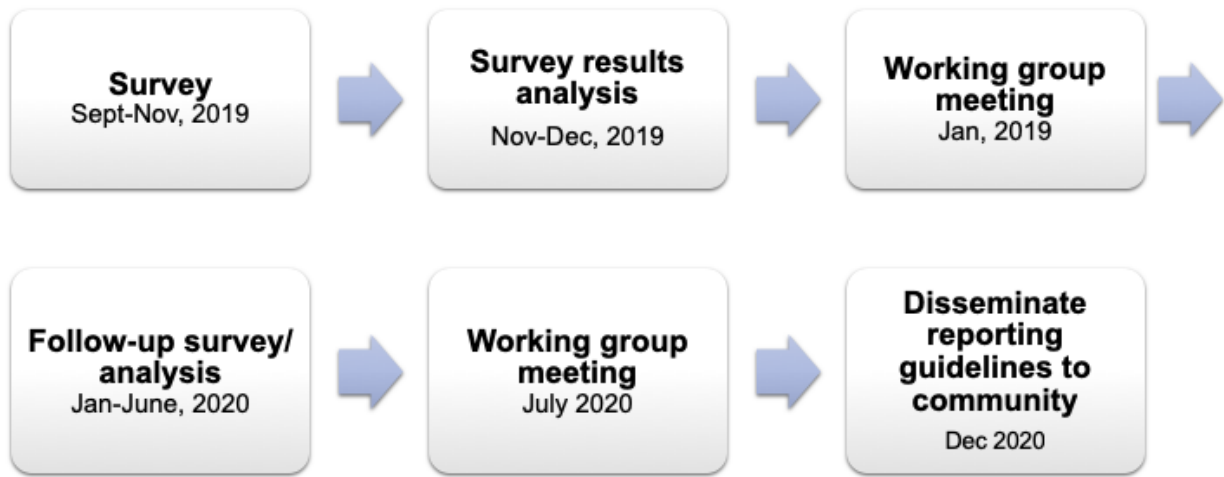 Survey
Sept-Nov, 2019
Survey results
analysis
Nov-Dec, 2019
Working group
meeting
Jan, 2019
Follow-up survey/
analysis
Jan-June, 2020
Working group
meeting
July 2020
Disseminate
reporting
guidelines to
community
Dec 2020